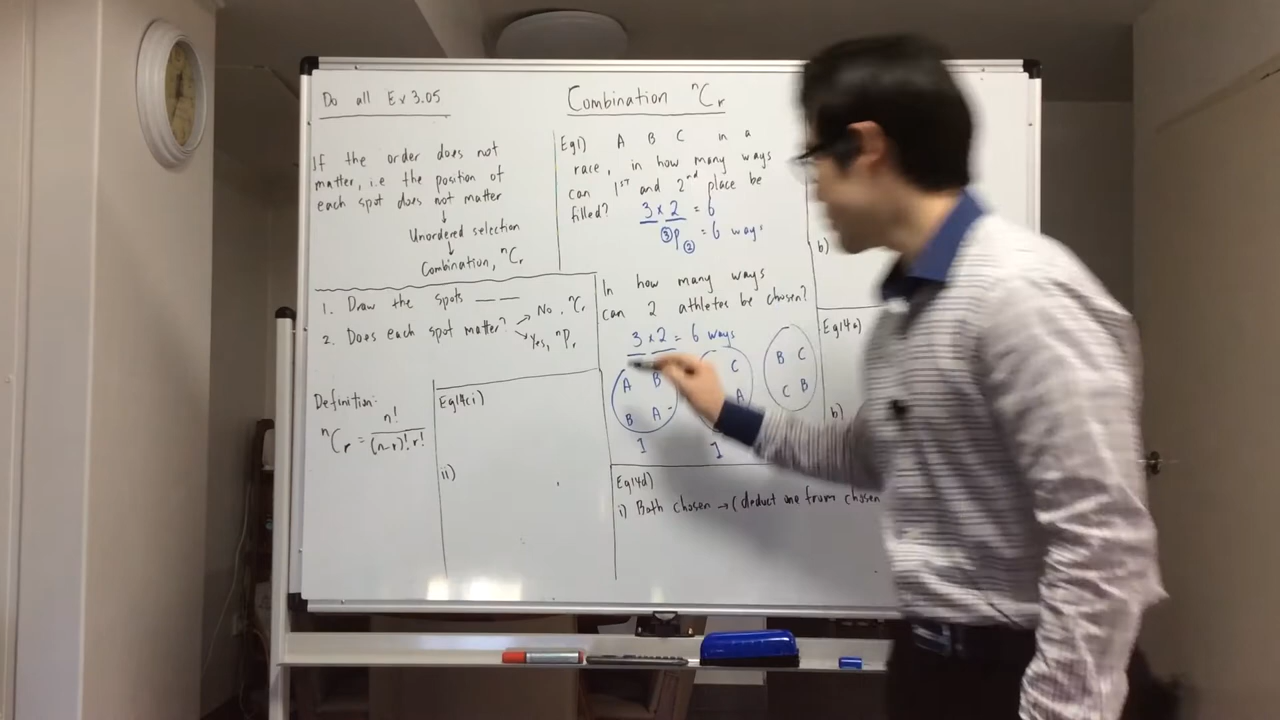 Do all Ex 3.05
Combination ⁿCᵣ
If the order does not
matter, i.e the position of
each spot does not matter
↓
Unordered selection
↓
Combination, ⁿCᵣ
1. Draw the spots __ __
2. Does each spot matter? → No, ⁿCᵣ
→ Yes, ⁿPᵣ
Definition:
ⁿCᵣ = n!/(n-r)! r!
Eg14ci)
ii)
Eg1) A B C in a
race, in how many ways
can 1ST and 2nd place be
filled?
3 x 2 = 6
³P₂ = 6 ways
In how many ways
can 2 athletes be chosen?
3 x 2 = 6 ways
A B
B A
1
C
A
1
B C
C B
Eg14d)
i) Both chosen → (deduct one from chosen
b)
Eg14a)
b)